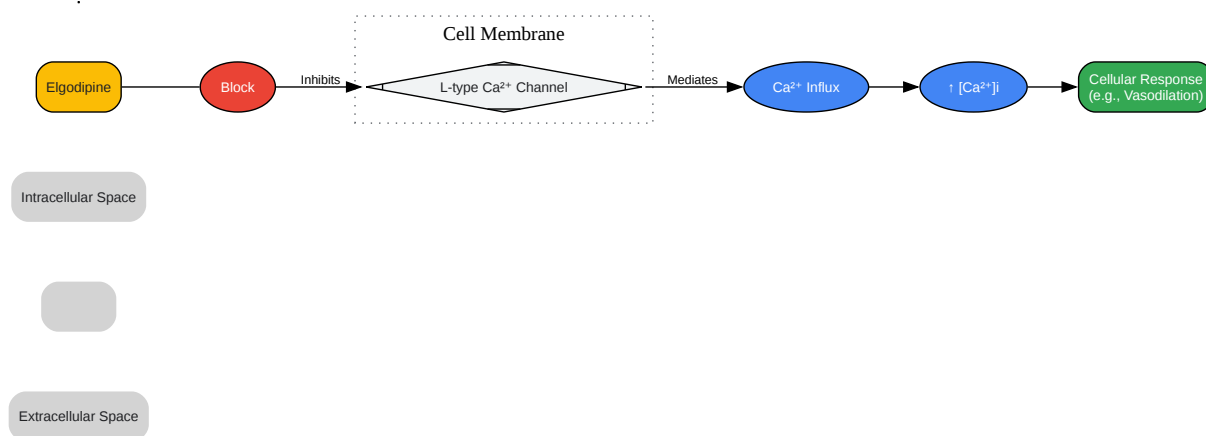 Cell Membrane
Elgodipine
Block
Inhibits
L-type Ca²⁺ Channel
Mediates
Ca²⁺ Influx
↑ [Ca²⁺]i
Cellular Response
(e.g., Vasodilation)
Intracellular Space
Extracellular Space